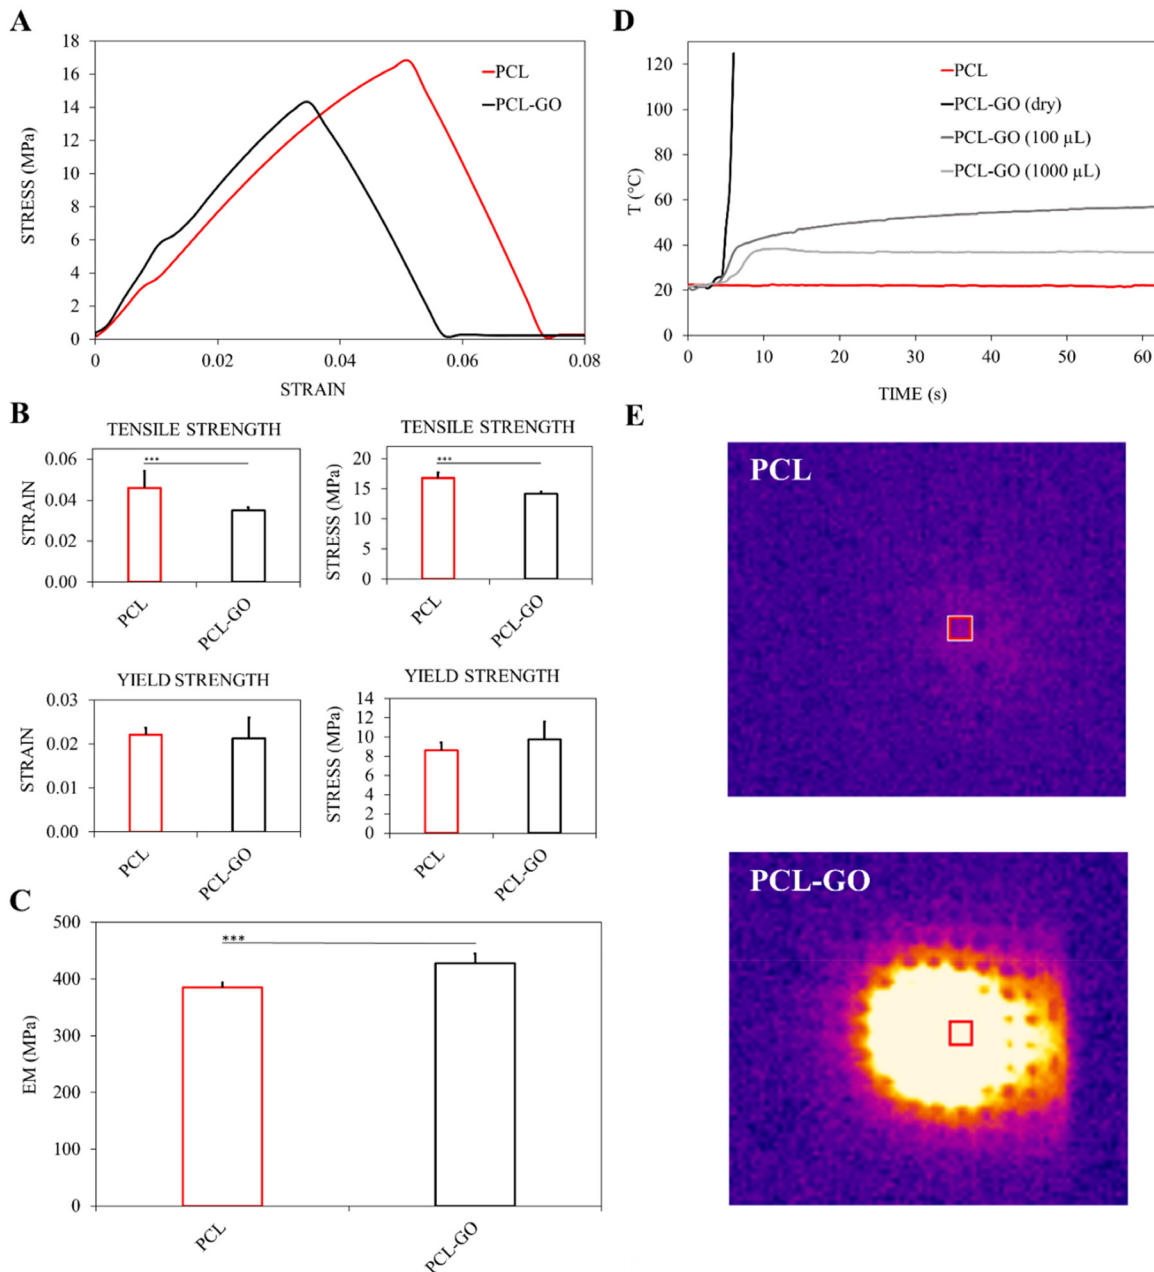 A
18
16
14
12
10
8
6
4
2
0
STRESS (MPa)
PCL
PCL-GO
0
0.02
0.04
0.06
0.08
STRAIN
D
120
100
80
60
40
20
0
T (°C)
PCL
PCL-GO (dry)
PCL-GO (100 µL)
PCL-GO (1000 µL)
0
10
20
30
40
50
60
TIME (s)
B
TENSILE STRENGTH
0.06
0.04
0.02
0.00
STRAIN
***
PCL
PCL-GO
TENSILE STRENGTH
20
15
10
5
0
STRESS (MPa)
***
PCL
PCL-GO
YIELD STRENGTH
0.03
0.02
0.01
0.00
STRAIN
PCL
PCL-GO
YIELD STRENGTH
14
12
10
8
6
4
2
0
STRESS (MPa)
PCL
PCL-GO
C
500
400
300
200
100
0
EM (MPa)
***
PCL
PCL-GO
E
PCL
PCL-GO